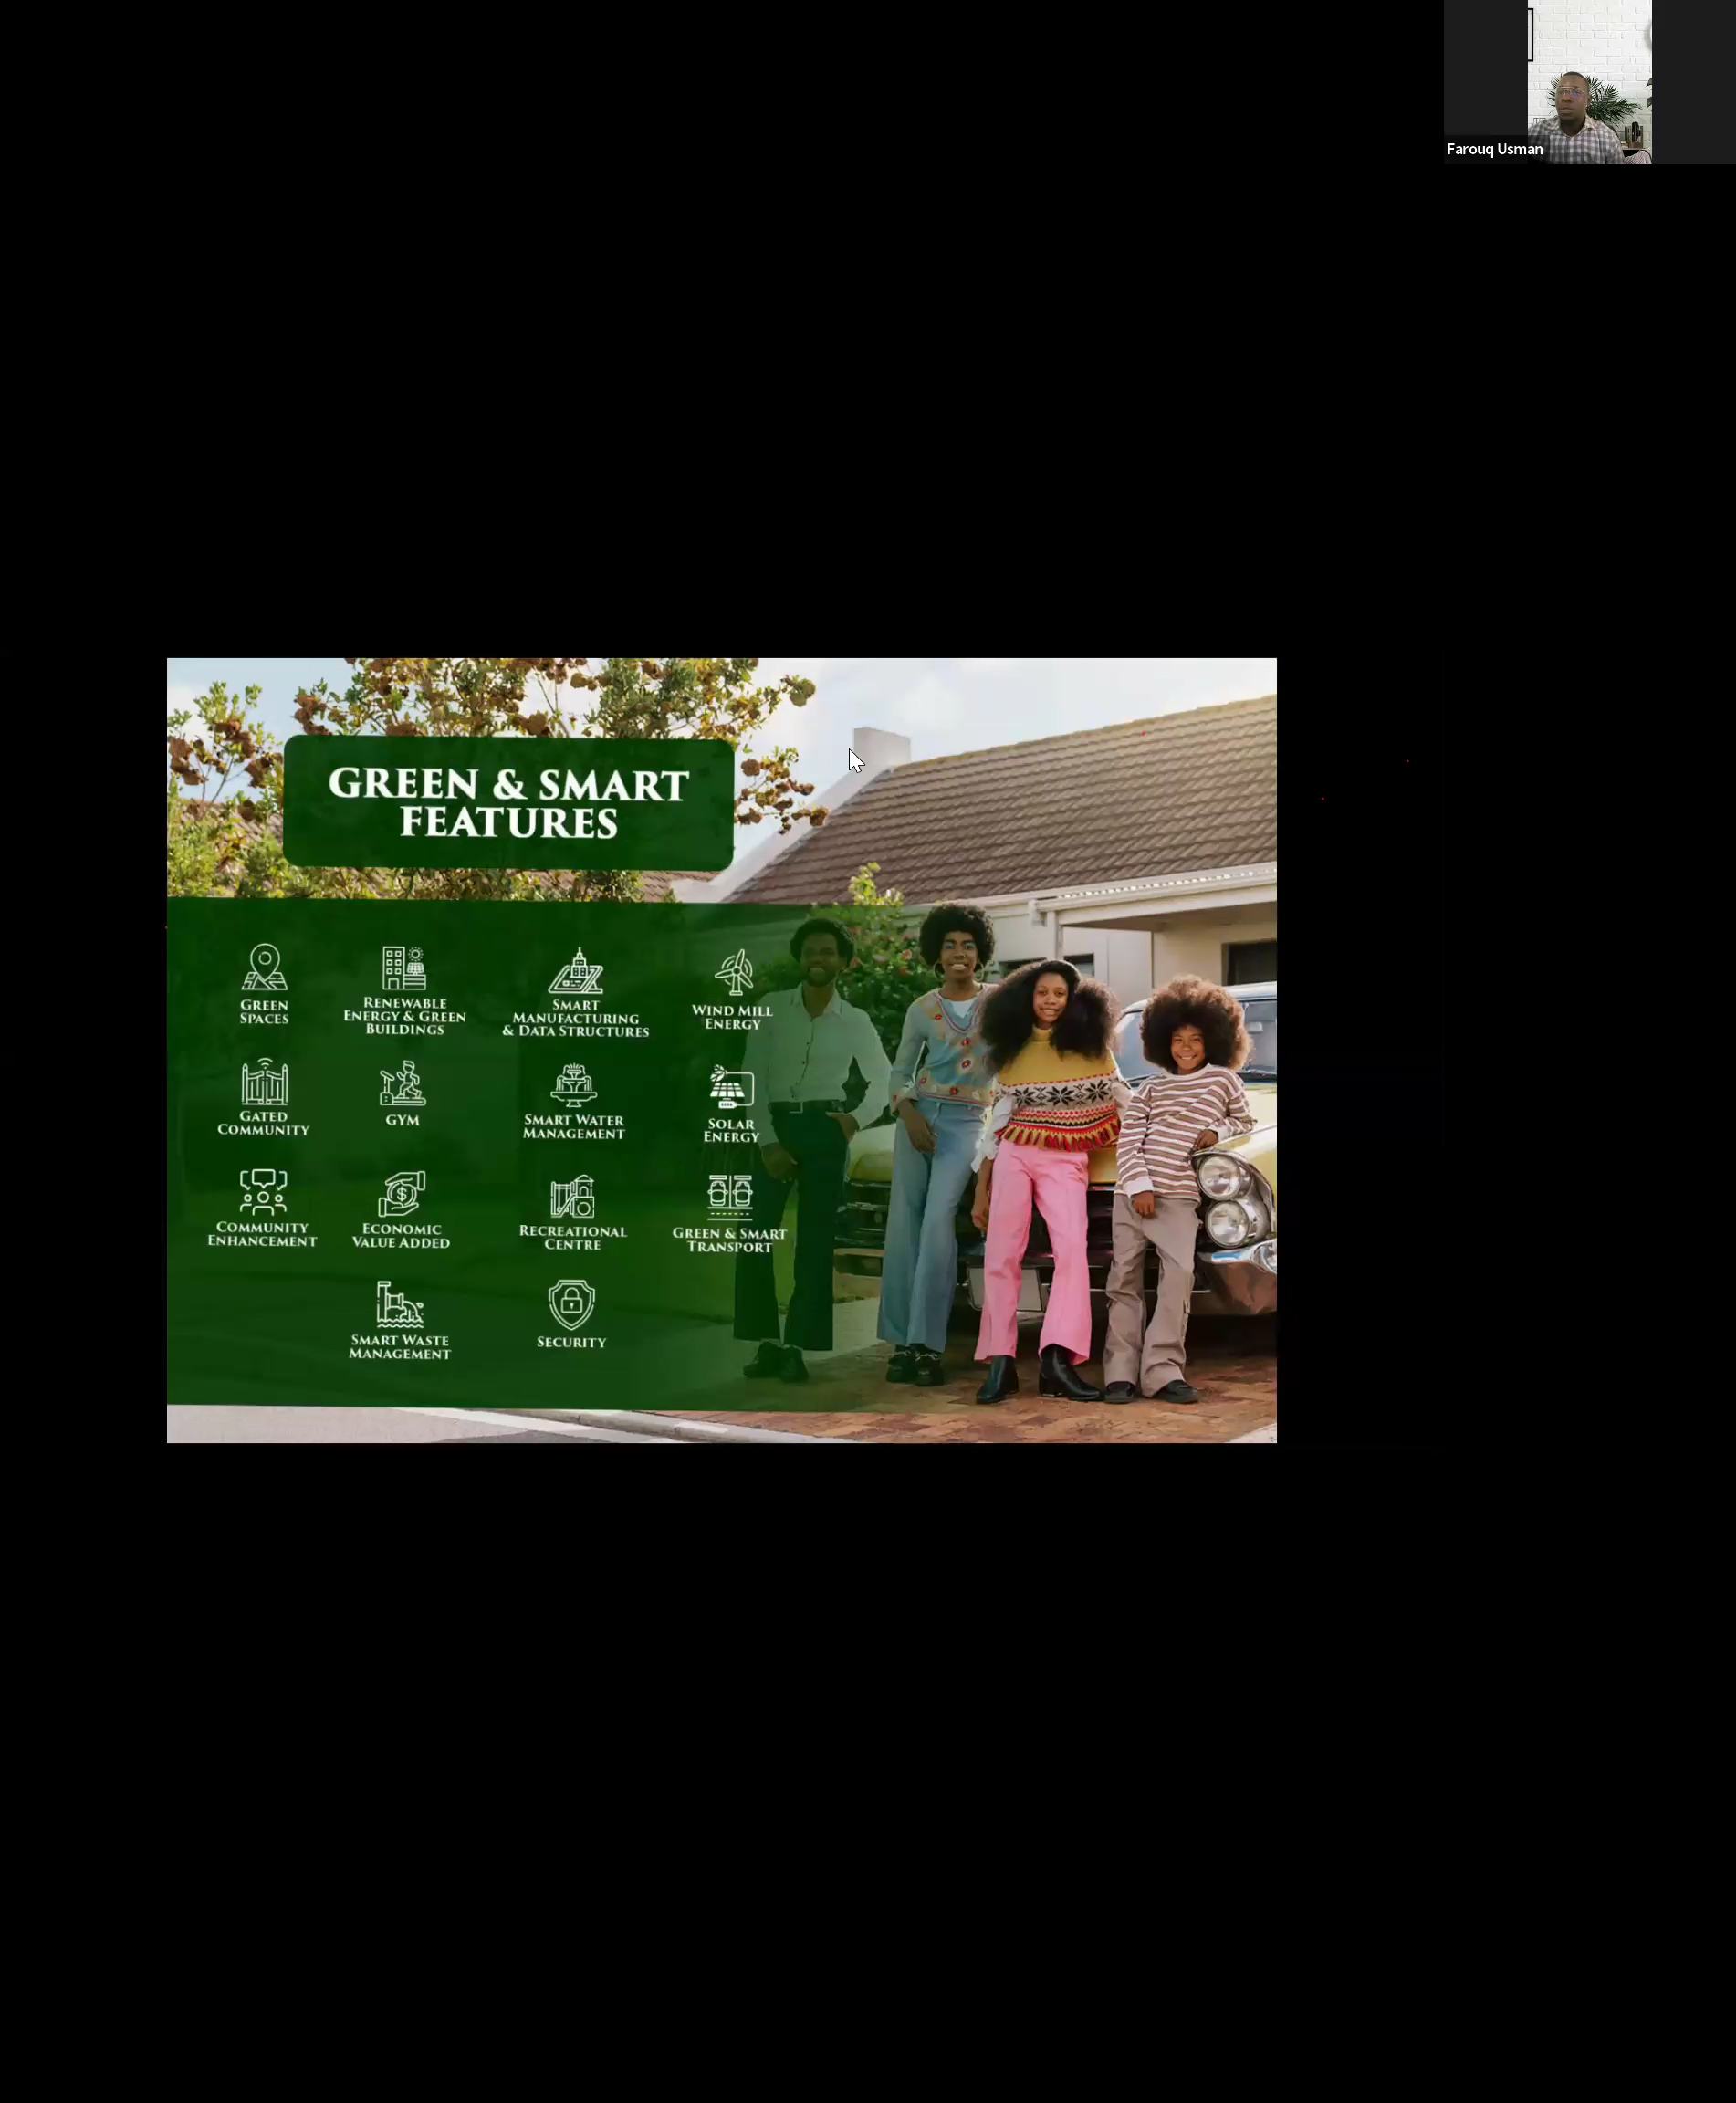 Farouq Usman
GREEN & SMART
FEATURES
GREEN
SPACES
RENEWABLE
ENERGY & GREEN
BUILDINGS
SMART
MANUFACTURING
& DATA STRUCTURES
WIND MILL
ENERGY
GATED
COMMUNITY
GYM
SMART WATER
MANAGEMENT
SOLAR
ENERGY
COMMUNITY
ENHANCEMENT
ECONOMIC
VALUE ADDED
RECREATIONAL
CENTRE
GREEN & SMART
TRANSPORT
SMART WASTE
MANAGEMENT
SECURITY